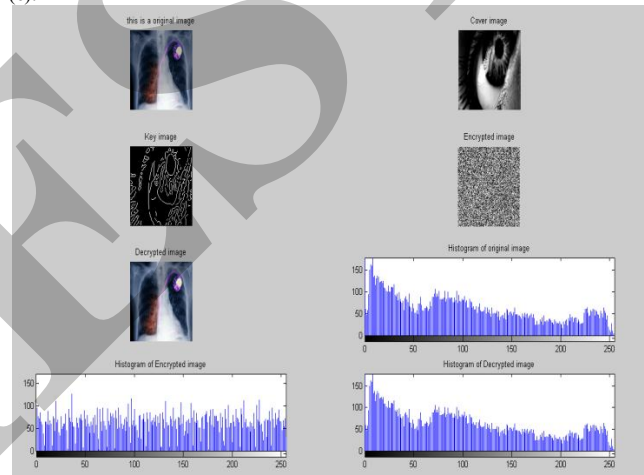 (c).
this is a original image
Cover image
Key image
Encrypted image
Decrypted image
Histogram of original image
150
100
50
0
0 50 100 150 200 250
Histogram of Encrypted image
150
100
50
0
0 50 100 150 200 250
Histogram of Decrypted image
150
100
50
0
0 50 100 150 200 250